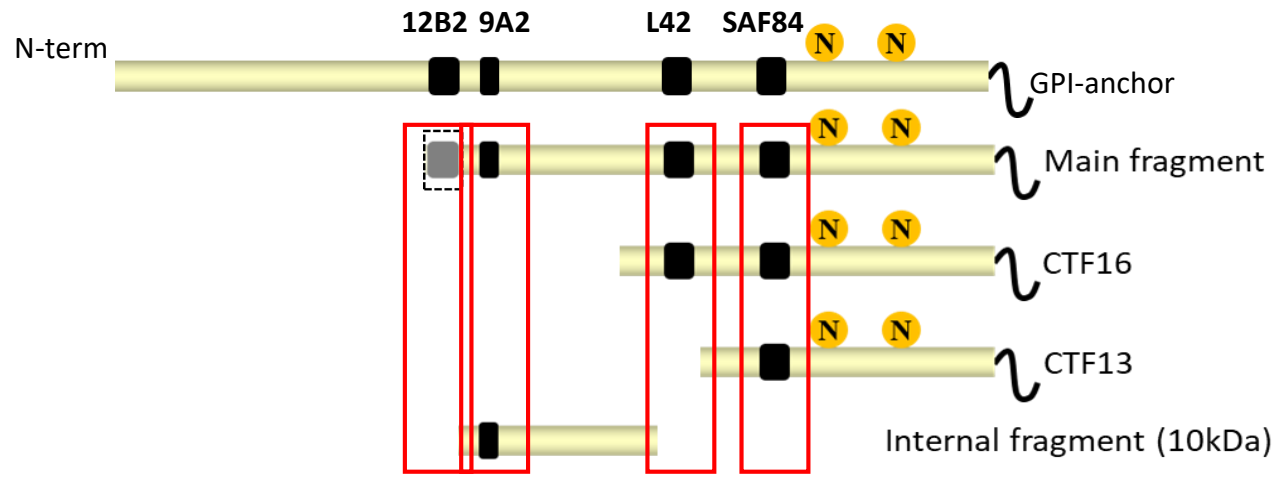 12B2 9A2 L42 SAF84
N-term N N GPI-anchor
N N Main fragment
N N CTF16
N N CTF13
Internal fragment (10kDa)